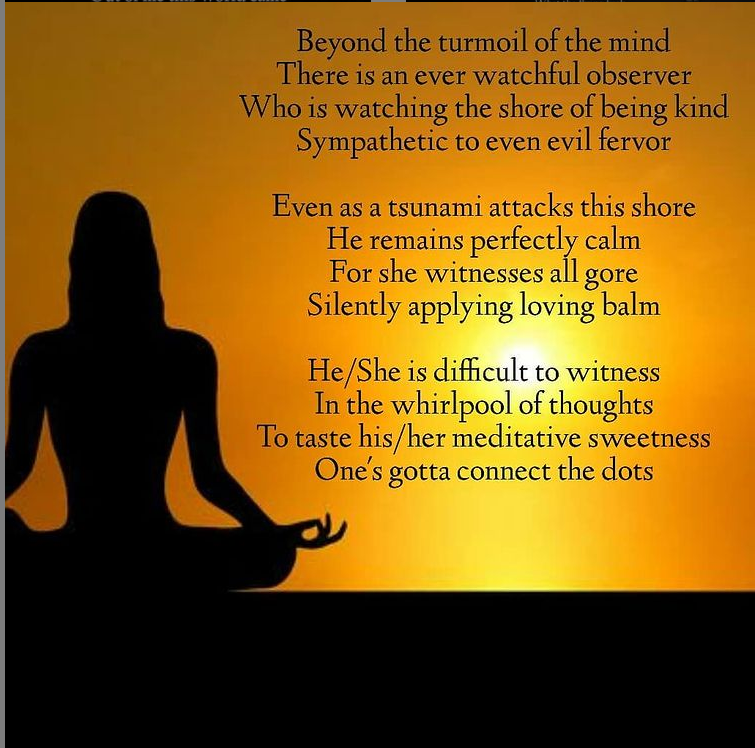 Beyond the turmoil of the mind
There is an ever watchful observer
Who is watching the shore of being kind
Sympathetic to even evil fervor
Even as a tsunami attacks this shore
He remains perfectly calm
For she witnesses all gore
Silently applying loving balm
He/She is difficult to witness
In the whirlpool of thoughts
To taste his/her meditative sweetness
One's gotta connect the dots